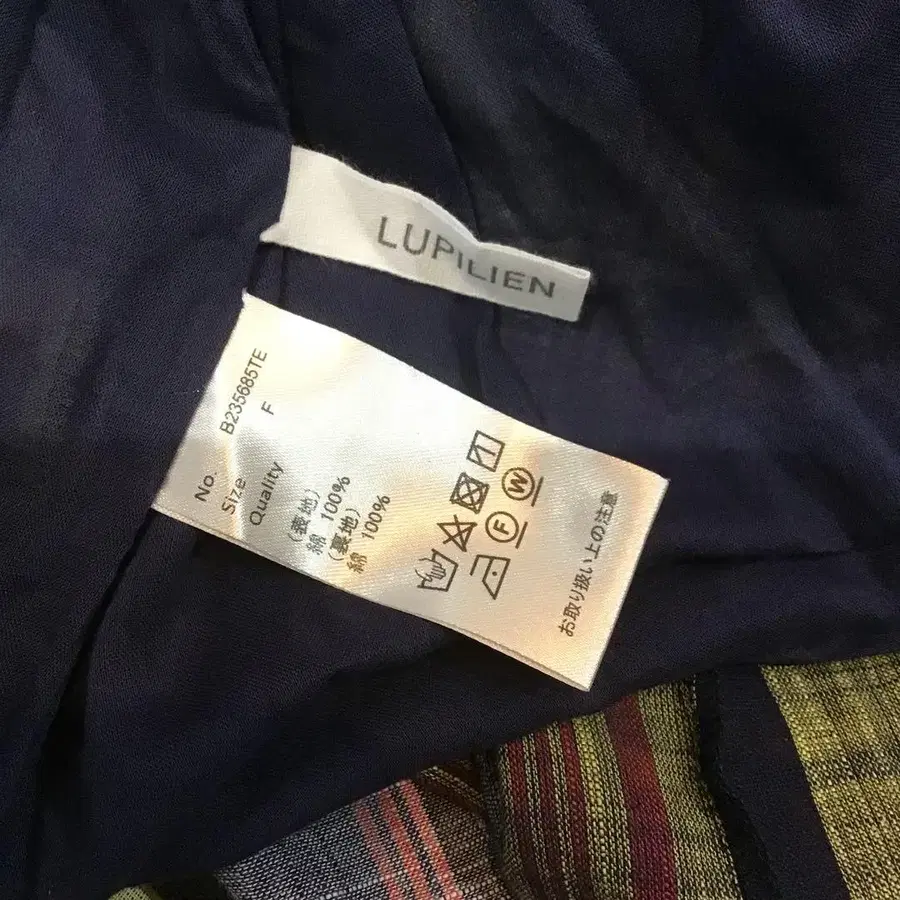 LUPILIEN
No. B235685TE
Size F
Quality
(表地)
綿 100%
(裏地)
綿 100%
F W
お取り扱い上の注意